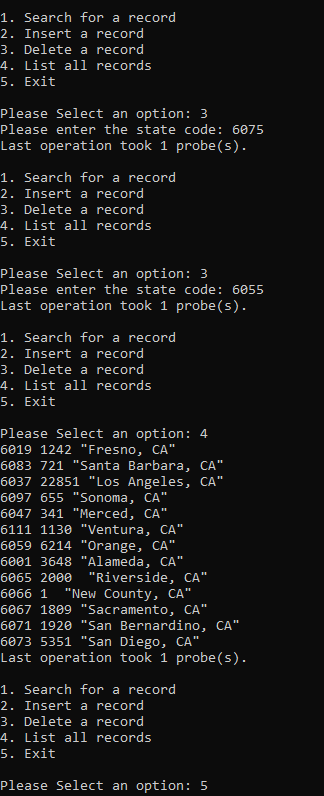 1. Search for a record
2. Insert a record
3. Delete a record
4. List all records
5. Exit
Please Select an option: 3
Please enter the state code: 6075
Last operation took 1 probe(s).
1. Search for a record
2. Insert a record
3. Delete a record
4. List all records
5. Exit
Please Select an option: 3
Please enter the state code: 6055
Last operation took 1 probe(s).
1. Search for a record
2. Insert a record
3. Delete a record
4. List all records
5. Exit
Please Select an option: 4
6019 1242 "Fresno, CA"
6083 721 "Santa Barbara, CA"
6037 22851 "Los Angeles, CA"
6097 655 "Sonoma, CA"
6047 341 "Merced, CA"
6111 1130 "Ventura, CA"
6059 6214 "Orange, CA"
6001 3648 "Alameda, CA"
6065 2000  "Riverside, CA"
6066 1  "New County, CA"
6067 1809 "Sacramento, CA"
6071 1920 "San Bernardino, CA"
6073 5351 "San Diego, CA"
Last operation took 1 probe(s).
1. Search for a record
2. Insert a record
3. Delete a record
4. List all records
5. Exit
Please Select an option: 5